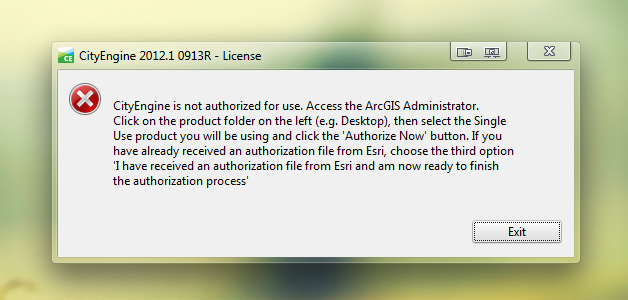 CityEngine 2012.1 0913R - License
CityEngine is not authorized for use. Access the ArcGIS Administrator.
Click on the product folder on the left (e.g. Desktop), then select the Single
Use product you will be using and click the 'Authorize Now' button. If you
have already received an authorization file from Esri, choose the third option
'I have received an authorization file from Esri and am now ready to finish
the authorization process'
Exit